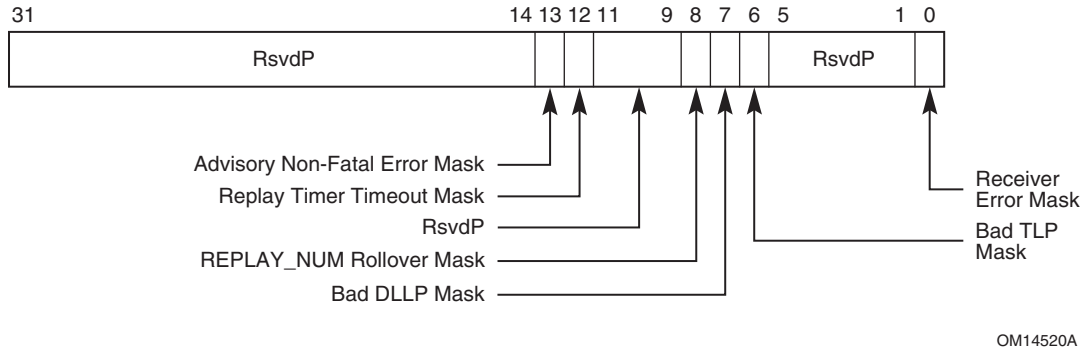 31 14 13 12 11 9 8 7 6 5 1 0
RsvdP RsvdP
Advisory Non-Fatal Error Mask
Replay Timer Timeout Mask
RsvdP
REPLAY_NUM Rollover Mask
Bad DLLP Mask
Receiver
Error Mask
Bad TLP
Mask
OM14520A